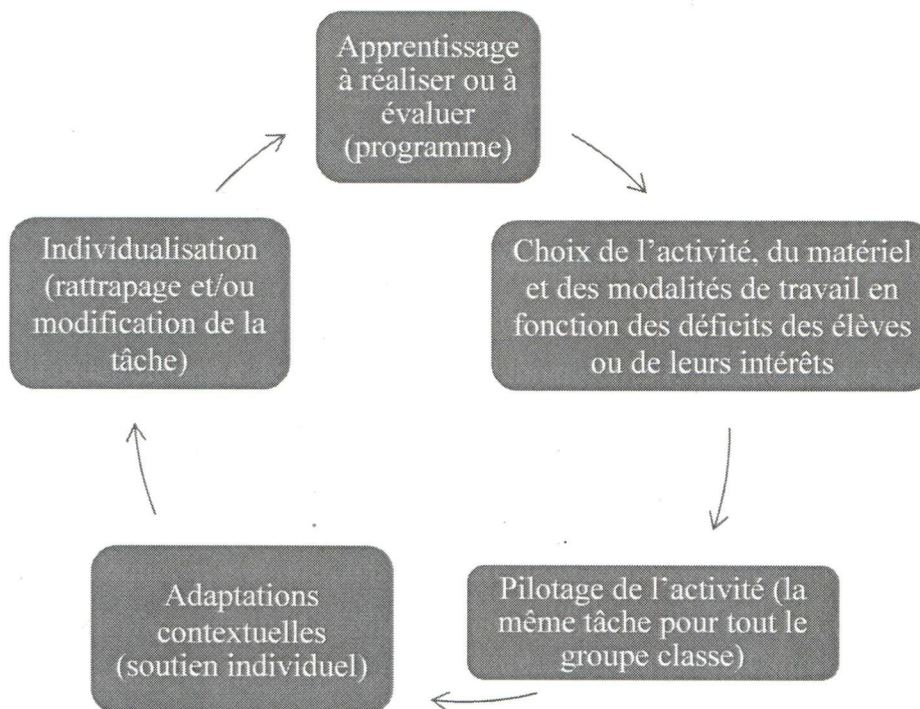 Apprentissage
à réaliser ou à
évaluer
(programme)
Choix de l'activité, du matériel
et des modalités de travail en
fonction des déficits des élèves
ou de leurs intérêts
Pilotage de l'activité (la
même tâche pour tout le
groupe classe)
Adaptations
contextuelles
(soutien individuel)
Individualisation
(rattrapage et/ou
modification de la
tâche)